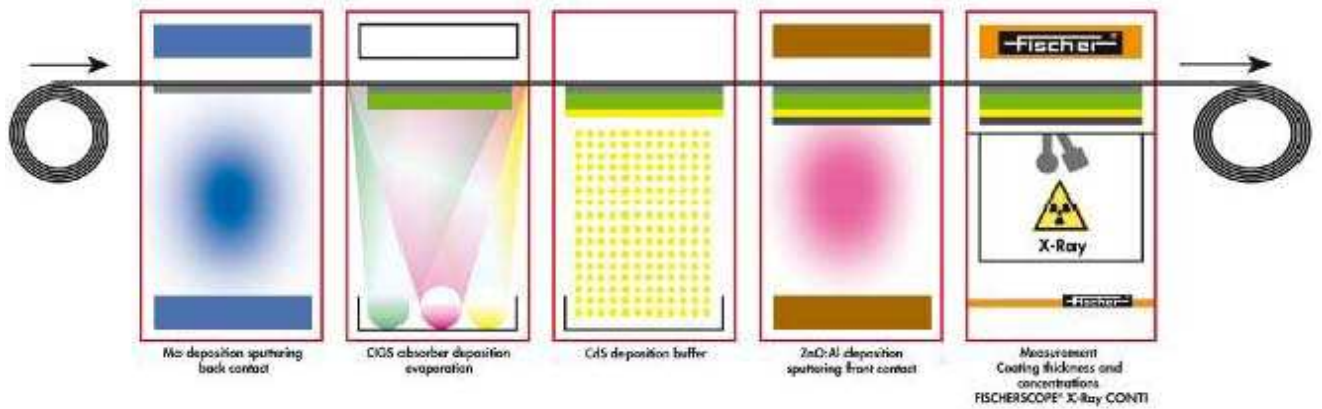 Fischer®
X-Ray
Fischer
Mo deposition sputtering
back contact
CIGS absorber deposition
evaporation
CdS deposition buffer
ZnO:Al deposition
sputtering front contact
Measurement
Coating thickness and
concentrations
FISCHERSCOPE® X-Ray CONTI